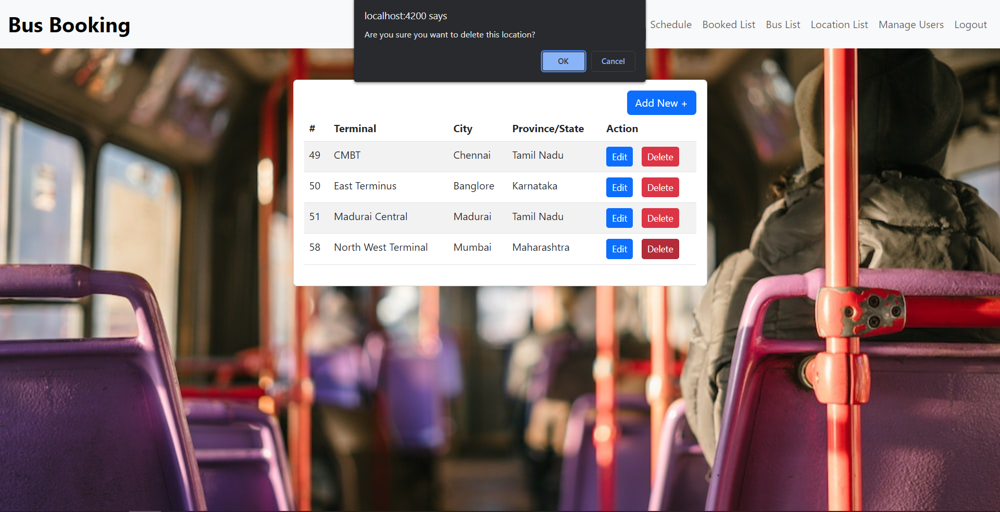 Bus Booking
Schedule Booked List Bus List Location List Manage Users Logout
localhost:4200 says
Are you sure you want to delete this location?
OK Cancel
Add New +
# Terminal City Province/State Action
49 CMBT Chennai Tamil Nadu Edit Delete
50 East Terminus Banglore Karnataka Edit Delete
51 Madurai Central Madurai Tamil Nadu Edit Delete
58 North West Terminal Mumbai Maharashtra Edit Delete